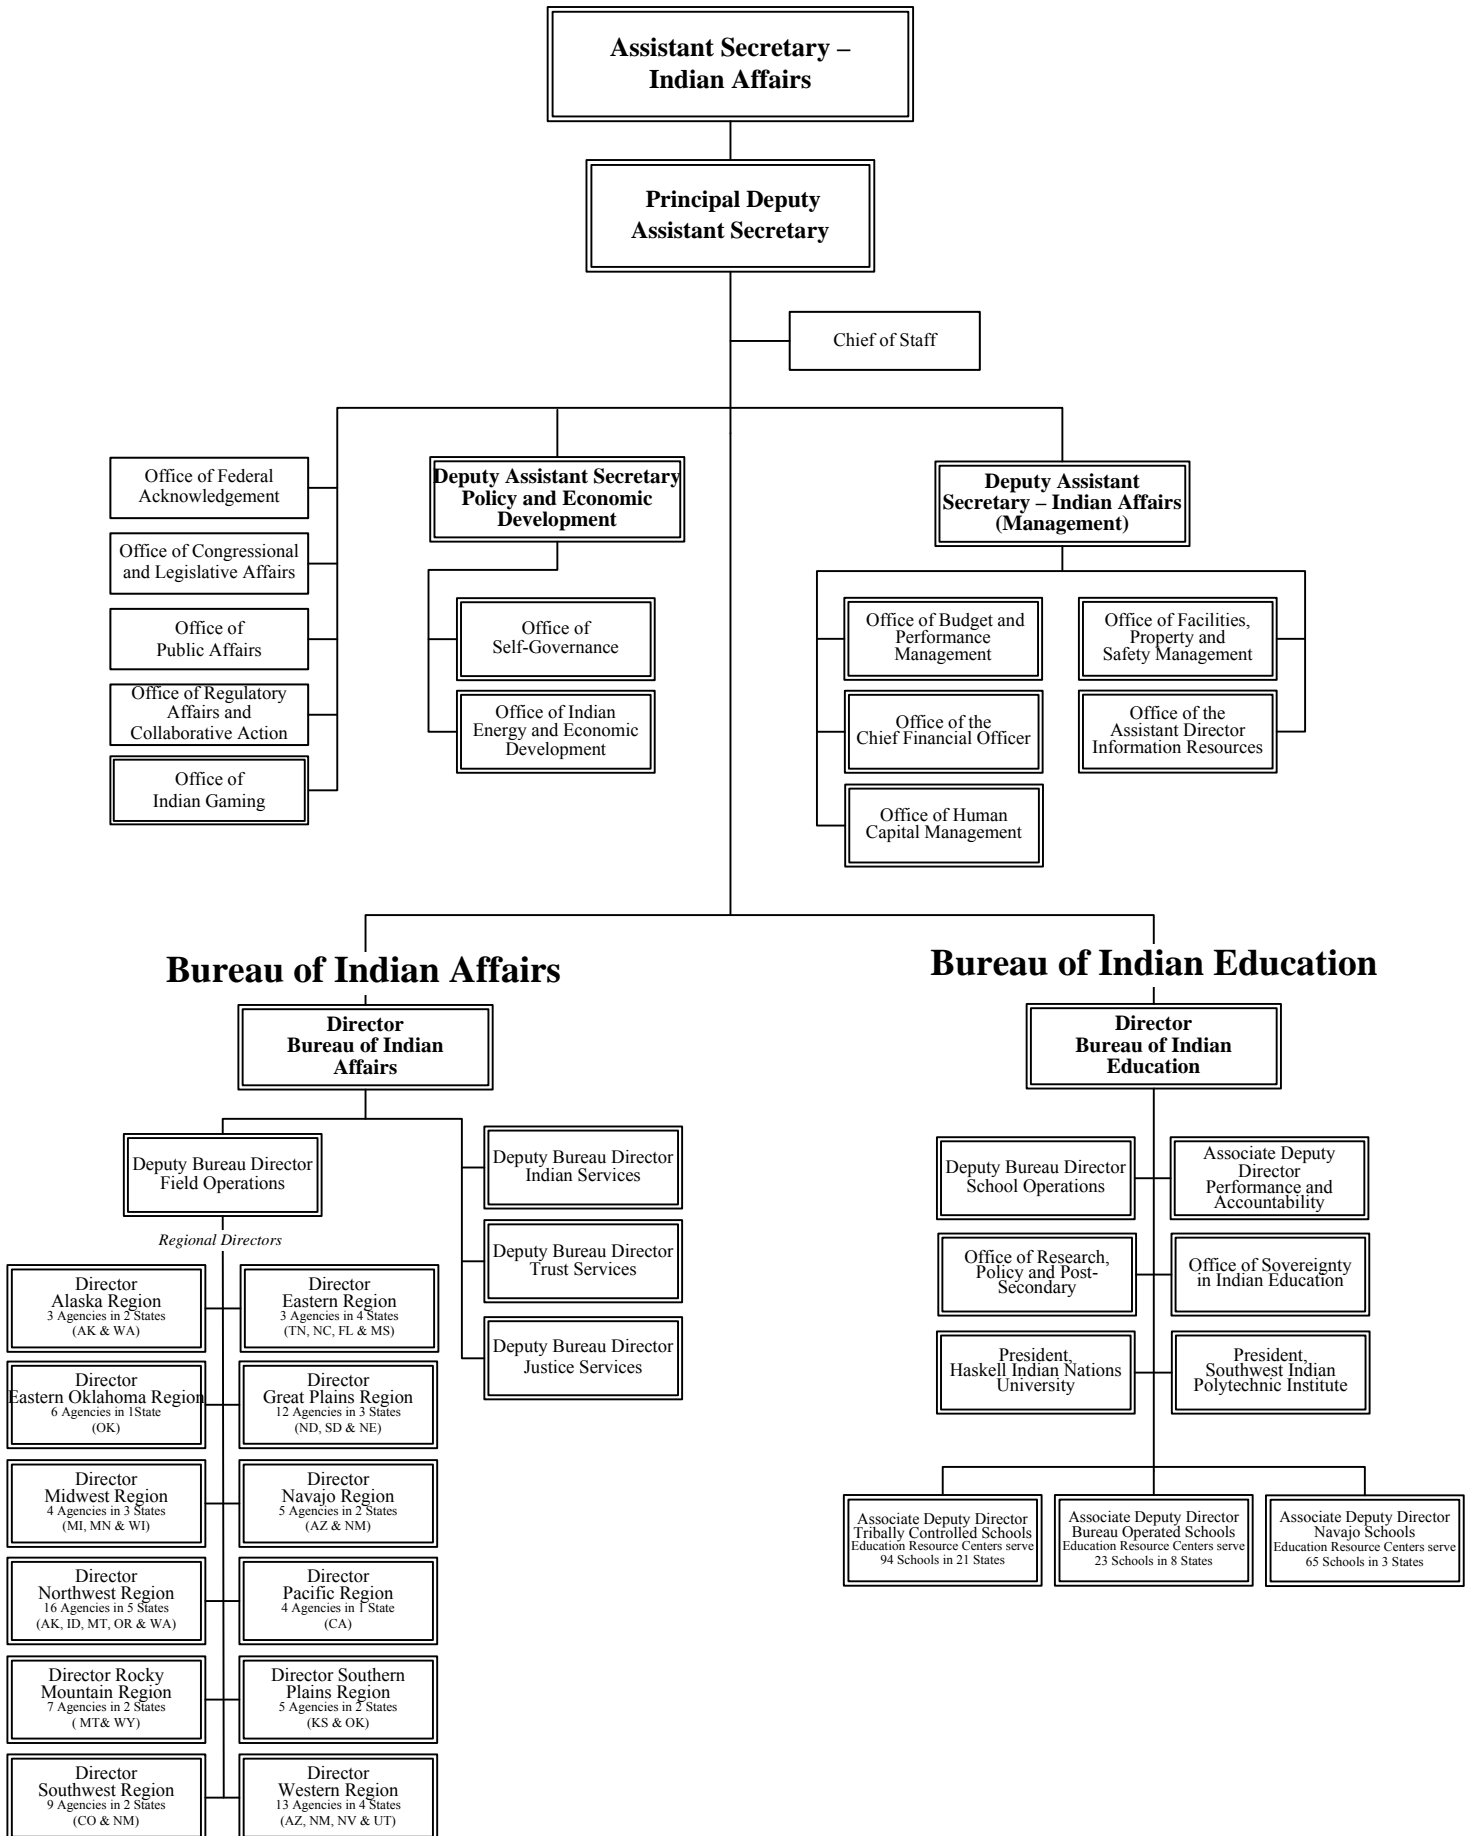 Assistant Secretary –
Indian Affairs
Principal Deputy
Assistant Secretary
Chief of Staff
Office of Federal
Acknowledgement
Office of Congressional
and Legislative Affairs
Office of
Public Affairs
Office of Regulatory
Affairs and
Collaborative Action
Office of
Indian Gaming
Deputy Assistant Secretary
Policy and Economic
Development
Office of
Self-Governance
Office of Indian
Energy and Economic
Development
Deputy Assistant
Secretary – Indian Affairs
(Management)
Office of Budget and
Performance
Management
Office of the
Chief Financial Officer
Office of Human
Capital Management
Office of Facilities,
Property and
Safety Management
Office of the
Assistant Director
Information Resources
Bureau of Indian Affairs
Director
Bureau of Indian
Affairs
Deputy Bureau Director
Field Operations
Regional Directors
Director
Alaska Region
3 Agencies in 2 States
(AK & WA)
Director
Eastern Region
3 Agencies in 4 States
(TN, NC, FL & MS)
Director
Eastern Oklahoma Region
6 Agencies in 1State
(OK)
Director
Great Plains Region
12 Agencies in 3 States
(ND, SD & NE)
Director
Midwest Region
4 Agencies in 3 States
(MI, MN & WI)
Director
Navajo Region
5 Agencies in 2 States
(AZ & NM)
Director
Northwest Region
16 Agencies in 5 States
(AK, ID, MT, OR & WA)
Director
Pacific Region
4 Agencies in 1 State
(CA)
Director Rocky
Mountain Region
7 Agencies in 2 States
( MT& WY)
Director Southern
Plains Region
5 Agencies in 2 States
(KS & OK)
Director
Southwest Region
9 Agencies in 2 States
(CO & NM)
Director
Western Region
13 Agencies in 4 States
(AZ, NM, NV & UT)
Deputy Bureau Director
Indian Services
Deputy Bureau Director
Trust Services
Deputy Bureau Director
Justice Services
Bureau of Indian Education
Director
Bureau of Indian
Education
Deputy Bureau Director
School Operations
Associate Deputy
Director
Performance and
Accountability
Office of Research,
Policy and Post-
Secondary
Office of Sovereignty
in Indian Education
President,
Haskell Indian Nations
University
President,
Southwest Indian
Polytechnic Institute
Associate Deputy Director
Tribally Controlled Schools
Education Resource Centers serve
94 Schools in 21 States
Associate Deputy Director
Bureau Operated Schools
Education Resource Centers serve
23 Schools in 8 States
Associate Deputy Director
Navajo Schools
Education Resource Centers serve
65 Schools in 3 States